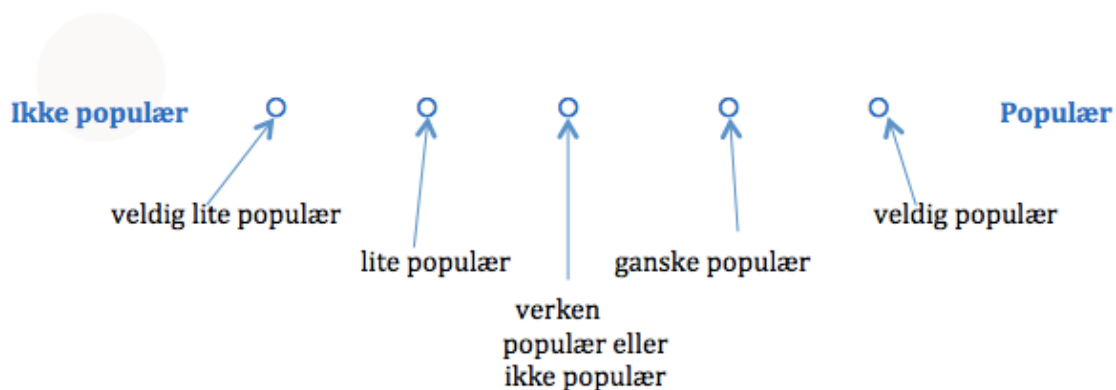 Ikke populær
Populær
veldig lite populær
veldig populær
lite populær
ganske populær
verken
populær eller
ikke populær